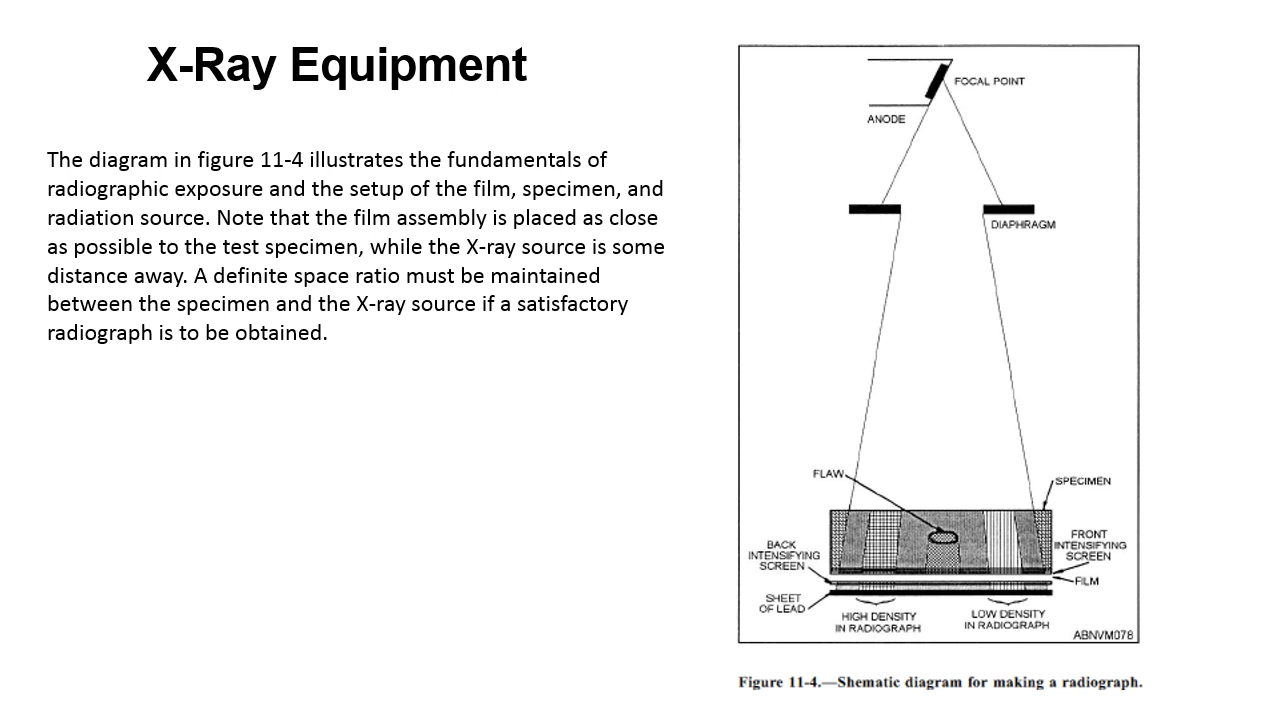 X-Ray Equipment
The diagram in figure 11-4 illustrates the fundamentals of
radiographic exposure and the setup of the film, specimen, and
radiation source. Note that the film assembly is placed as close
as possible to the test specimen, while the X-ray source is some
distance away. A definite space ratio must be maintained
between the specimen and the X-ray source if a satisfactory
radiograph is to be obtained.
FOCAL POINT
ANODE
DIAPHRAGM
FLAW
SPECIMEN
BACK
INTENSIFYING
SCREEN
FRONT
INTENSIFYING
SCREEN
FILM
SHEET
OF LEAD
HIGH DENSITY
IN RADIOGRAPH
LOW DENSITY
IN RADIOGRAPH
ABNVM078
Figure 11-4.—Shematic diagram for making a radiograph.